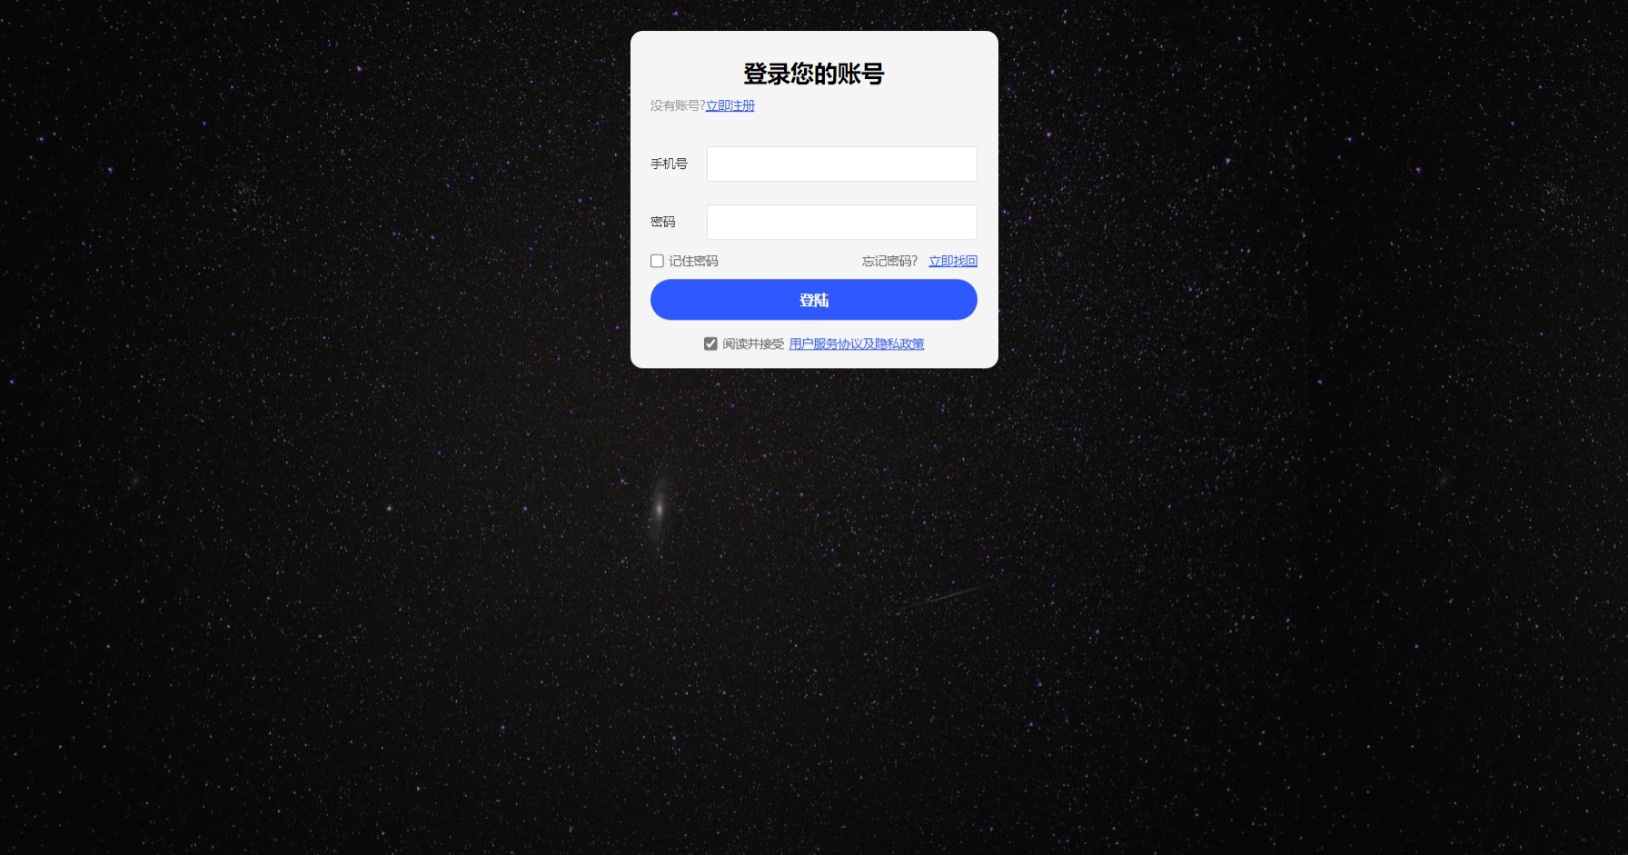 登录您的账号
没有账号?立即注册
手机号
密码
记住密码 忘记密码? 立即找回
登陆
阅读并接受 用户服务协议及隐私政策